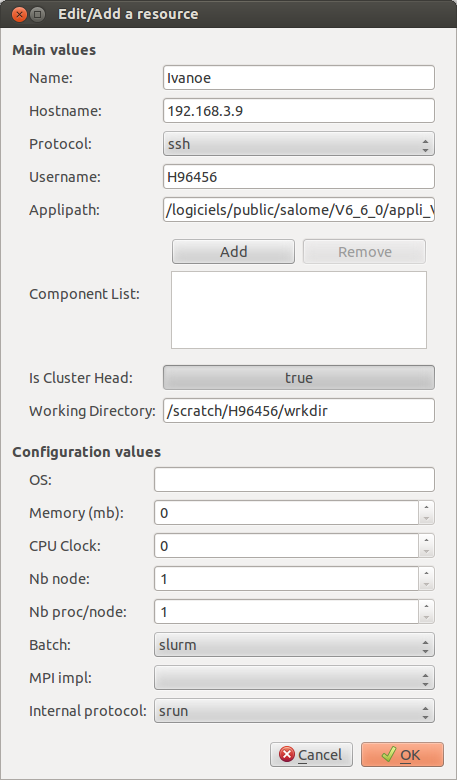 Edit/Add a resource
Main values
Name: Ivanoe
Hostname: 192.168.3.9
Protocol: ssh
Username: H96456
Applipath: /logiciels/public/salome/V6_6_0/appli_
Add Remove
Component List:
Is Cluster Head: true
Working Directory: /scratch/H96456/wrkdir
Configuration values
OS:
Memory (mb): 0
CPU Clock: 0
Nb node: 1
Nb proc/node: 1
Batch: slurm
MPI impl:
Internal protocol: srun
Cancel OK